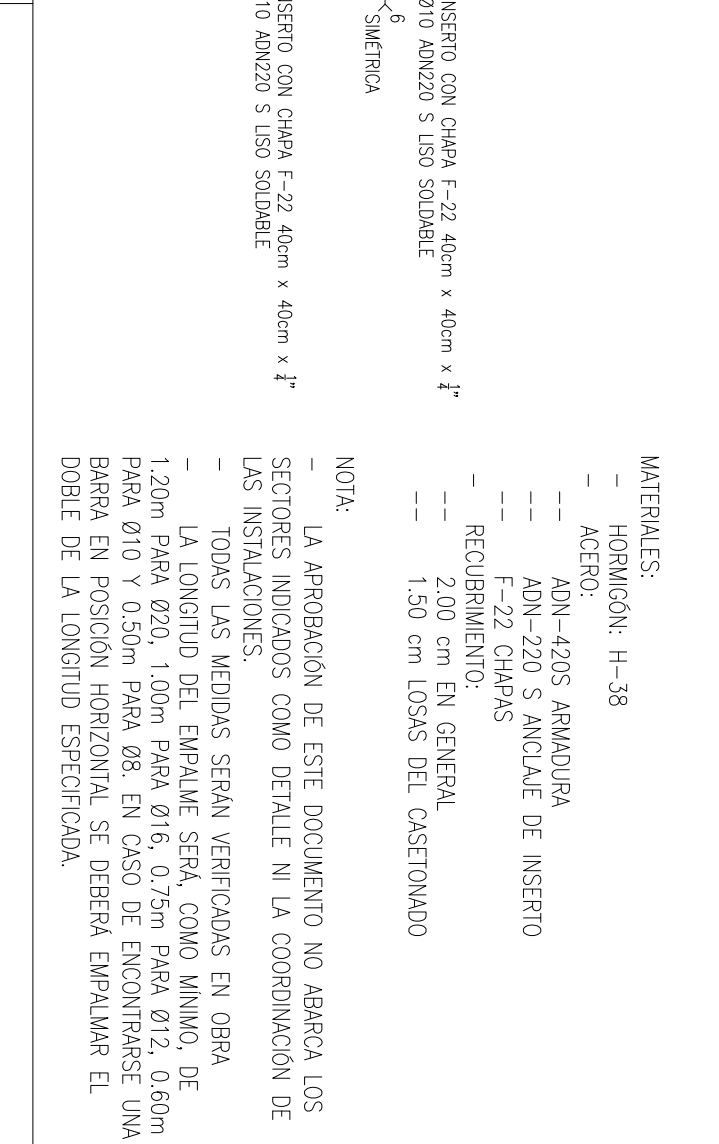 MATERIALES:
- HORMIGÓN: H-38
- ACERO:
-- ADN-420S ARMADURA
-- ADN-220 S ANCLAJE DE INSERTO
-- F-22 CHAPAS
- RECUBRIMIENTO:
-- 2.00 cm EN GENERAL
-- 1.50 cm LOSAS DEL CASETONADO
NOTA:
- LA APROBACIÓN DE ESTE DOCUMENTO NO ABARCA LOS
SECTORES INDICADOS COMO DETALLE NI LA COORDINACIÓN DE
LAS INSTALACIONES.
- TODAS LAS MEDIDAS SERÁN VERIFICADAS EN OBRA
- LA LONGITUD DEL EMPALME SERÁ, COMO MÍNIMO, DE
1.20m PARA Ø20, 1.00m PARA Ø16, 0.75m PARA Ø12, 0.60m
PARA Ø10 Y 0.50m PARA Ø8. EN CASO DE ENCONTRARSE UNA
BARRA EN POSICIÓN HORIZONTAL SE DEBERÁ EMPALMAR EL
DOBLE DE LA LONGITUD ESPECIFICADA.
NSERTO CON CHAPA F-22 40cm x 40cm x ¼"
Ø10 ADN220 S LISO SOLDABLE
6
SIMÉTRICA
NSERTO CON CHAPA F-22 40cm x 40cm x ¼"
10 ADN220 S LISO SOLDABLE